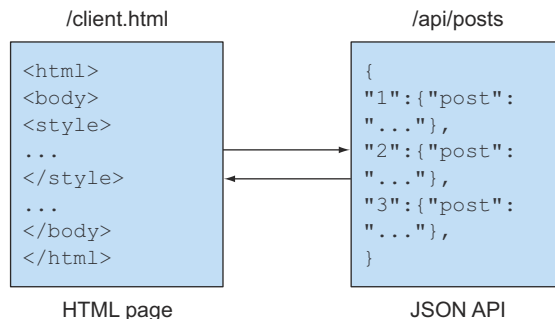 /client.html
<html>
<body>
<style>
...
</style>
...
</body>
</html>
HTML page
/api/posts
{
"1":{"post":
"..."},
"2":{"post":
"..."},
"3":{"post":
"..."},
}
JSON API